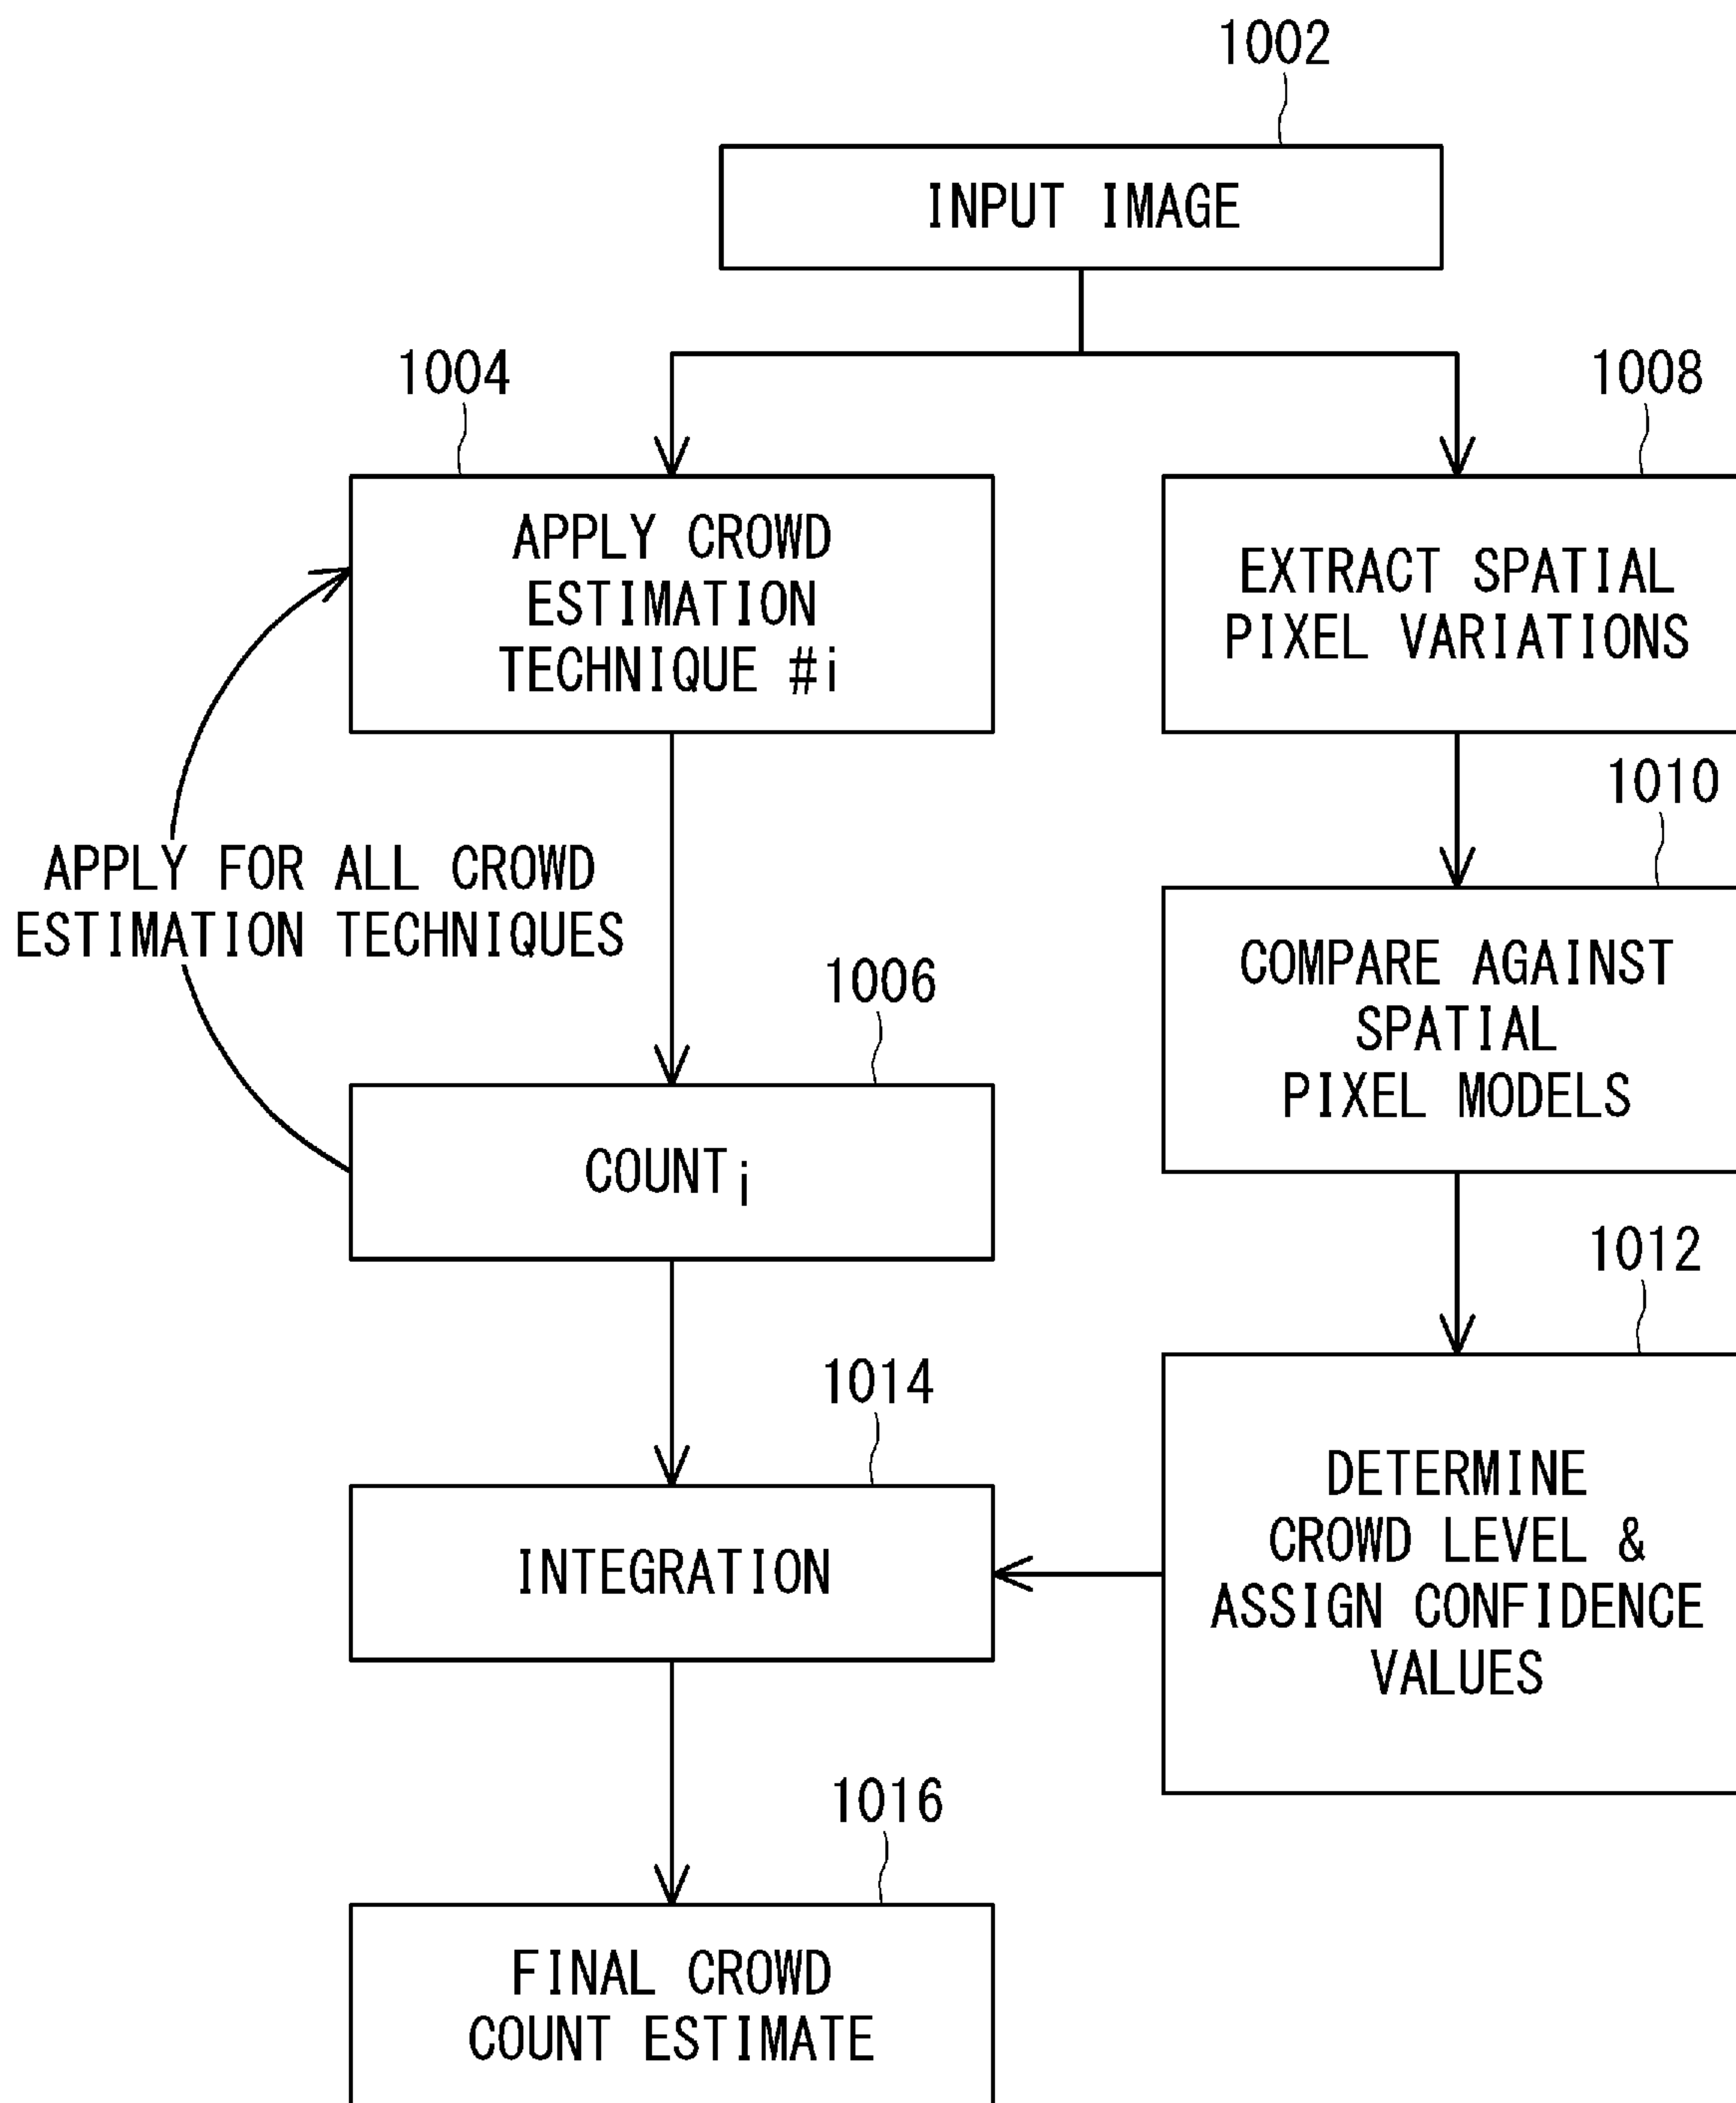 1002
INPUT IMAGE
1004
1008
APPLY CROWD
ESTIMATION
TECHNIQUE #i
EXTRACT SPATIAL
PIXEL VARIATIONS
1010
APPLY FOR ALL CROWD
ESTIMATION TECHNIQUES
COMPARE AGAINST
SPATIAL
PIXEL MODELS
1006
COUNTi
1012
1014
DETERMINE
CROWD LEVEL &
ASSIGN CONFIDENCE
VALUES
INTEGRATION
1016
FINAL CROWD
COUNT ESTIMATE